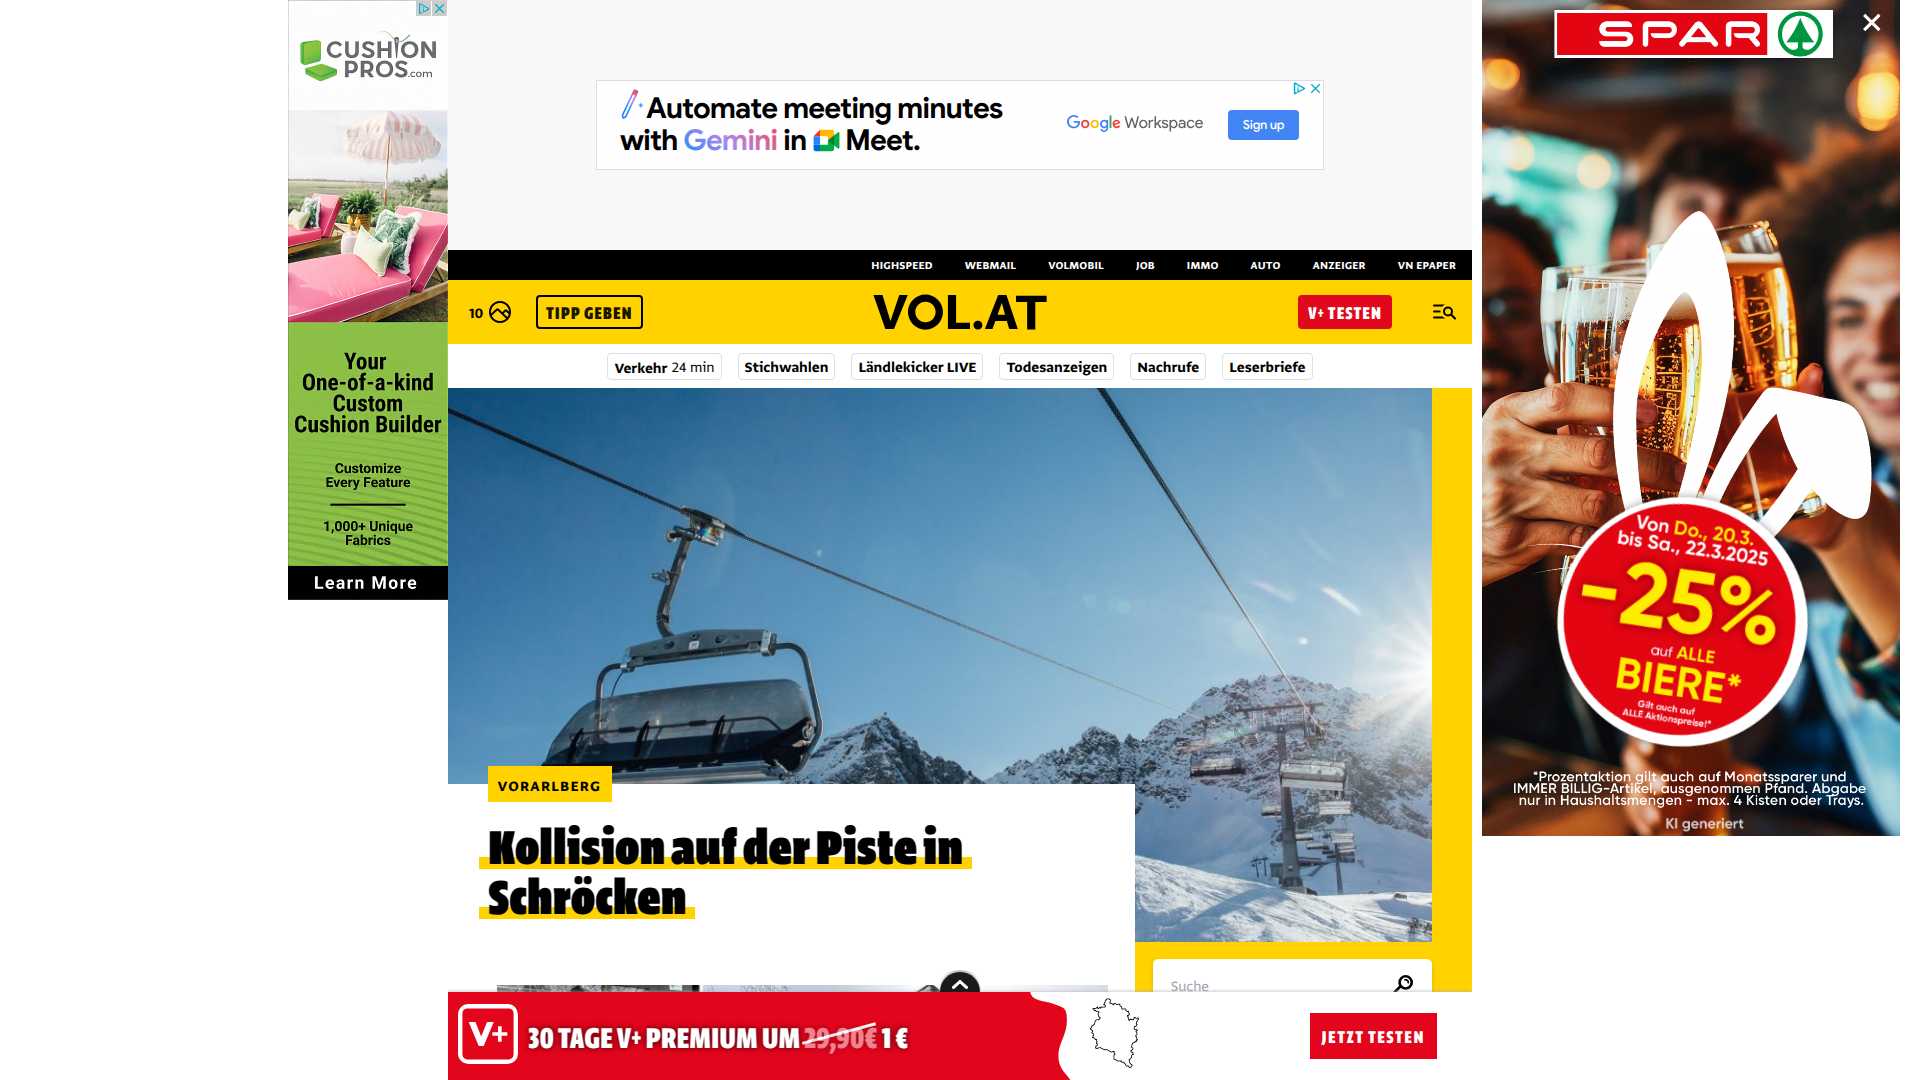 CUSHION
PROS.com
Your
One-of-a-kind
Custom
Cushion Builder
Customize
Every Feature
1,000+ Unique
Fabrics
Learn More
Automate meeting minutes
with Gemini in Meet.
Google Workspace
Sign up
HIGHSPEED WEBMAIL VOLMOBIL JOB IMMO AUTO ANZEIGER VN EPAPER
10
TIPP GEBEN
VOL.AT
V+ TESTEN
Verkehr 24 min
Stichwahlen
Ländlekicker LIVE
Todesanzeigen
Nachrufe
Leserbriefe
VORARLBERG
Kollision auf der Piste in
Schröcken
Suche
V+
30 TAGE V+ PREMIUM UM 29,90€ 1 €
JETZT TESTEN
SPAR
Von Do., 20.3.
bis Sa., 22.3.2025
-25%
auf ALLE
BIERE*
Gilt auch auf
ALLE Aktionspreise!*
*Prozentaktion gilt auch auf Monatssparer und
IMMER BILLIG-Artikel, ausgenommen Pfand. Abgabe
nur in Haushaltsmengen - max. 4 Kisten oder Trays.
KI generiert